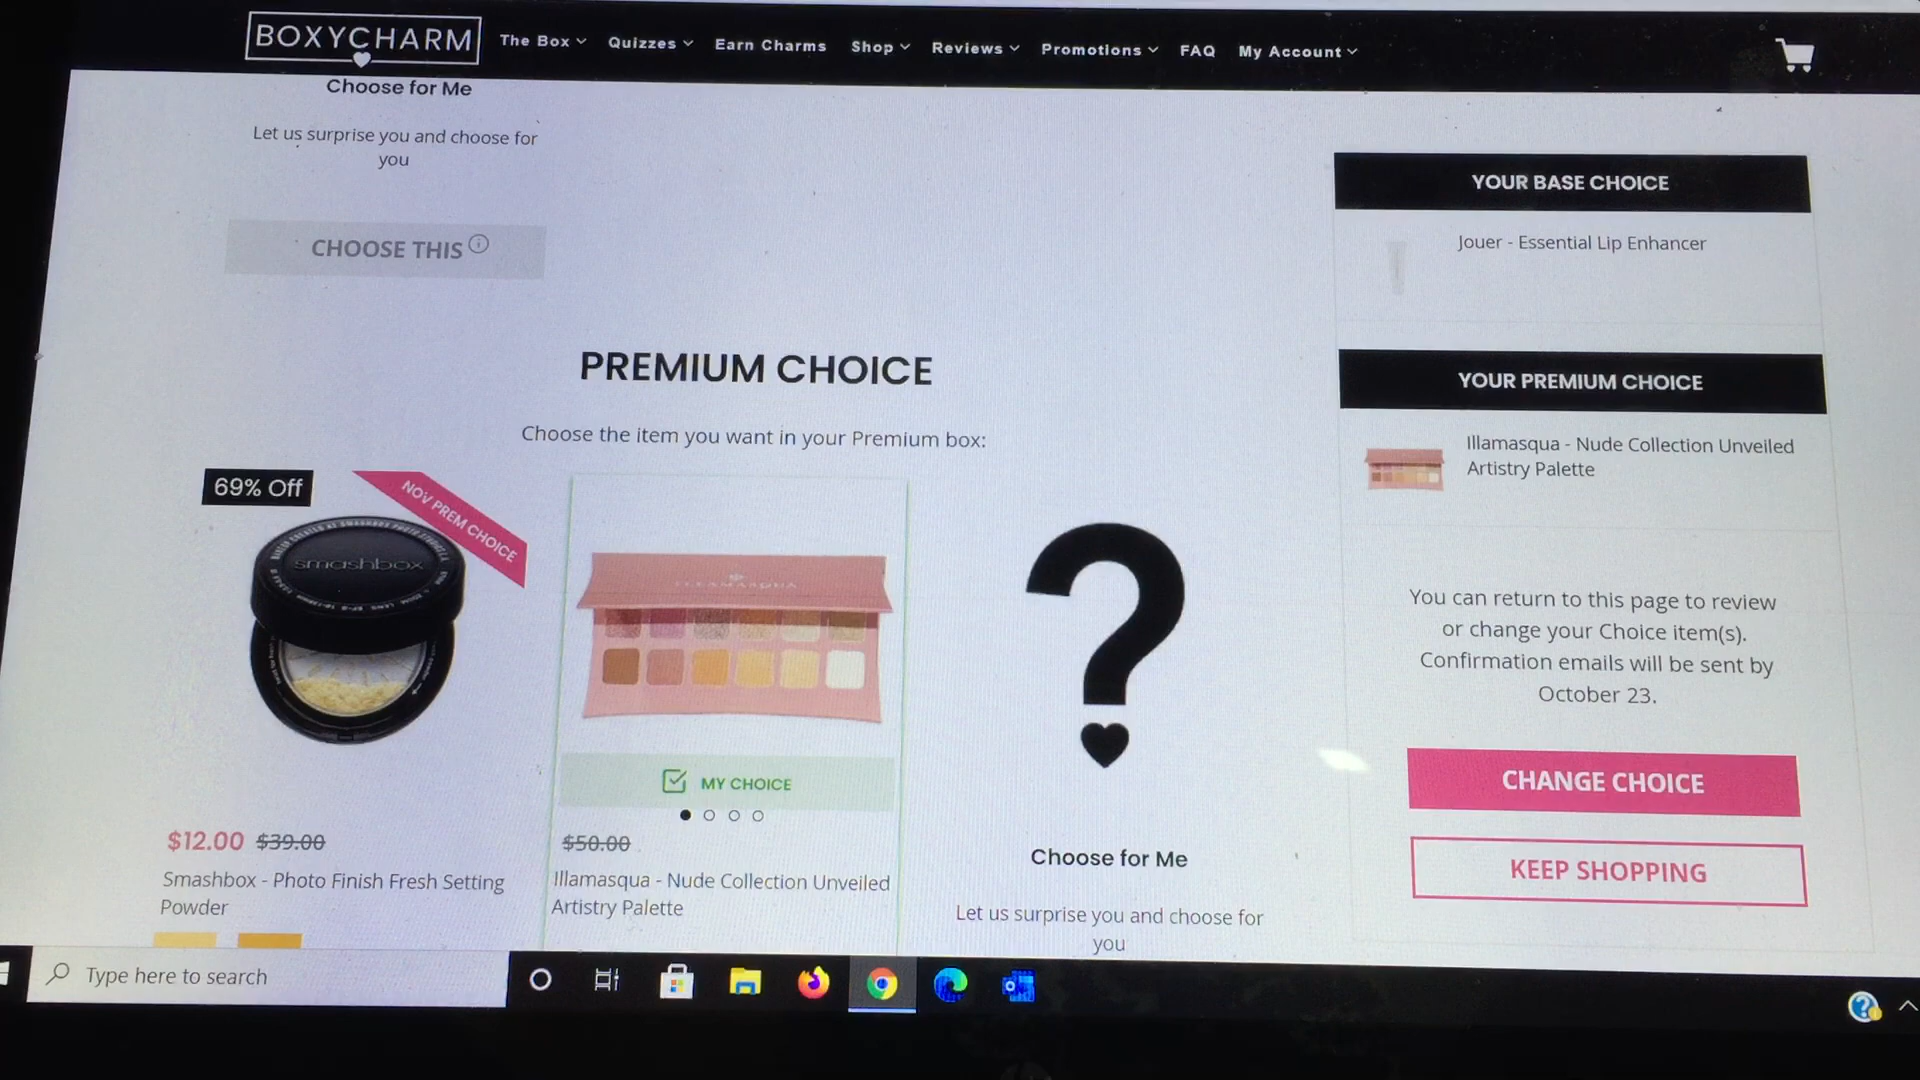 BOXYCHARM
The Box
Quizzes
Earn Charms
Shop
Reviews
Promotions
FAQ
My Account
Choose for Me
Let us surprise you and choose for
you
CHOOSE THIS
PREMIUM CHOICE
Choose the item you want in your Premium box:
69% Off
NOV PREM CHOICE
smashbox
$12.00 $39.00
Smashbox - Photo Finish Fresh Setting
Powder
ILLAMASQUA
MY CHOICE
$50.00
Illamasqua - Nude Collection Unveiled
Artistry Palette
?
Choose for Me
Let us surprise you and choose for
you
YOUR BASE CHOICE
Jouer - Essential Lip Enhancer
YOUR PREMIUM CHOICE
Illamasqua - Nude Collection Unveiled
Artistry Palette
You can return to this page to review
or change your Choice item(s).
Confirmation emails will be sent by
October 23.
CHANGE CHOICE
KEEP SHOPPING
Type here to search